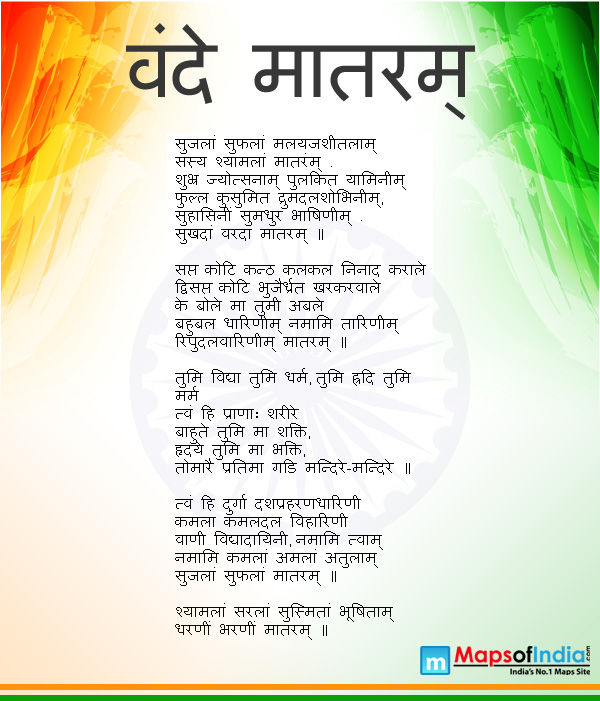 वंदे मातरम्
सुजलां सुफलां मलयजशीतलाम्
सस्य श्यामलां मातरम् .
शुभ्र ज्योत्सनाम् पुलकित यामिनीम्
फुल्ल कुसुमित द्रुमदलशोभिनीम्,
सुहासिनीं सुमधुर भाषिणीम् .
सुखदां वरदां मातरम् ॥
सप्त कोटि कन्ठ कलकल निनाद कराले
द्विसप्त कोटि भुजैर्धत खरकरवाले
के बोले मा तुमी अबले
बहुबल धारिणीम् नमामि तारिणीम्
रिपुदलवारिणीम् मातरम् ॥
तुमि विद्या तुमि धर्म, तुमि ह्रदि तुमि
मर्म
त्वं हि प्राणाः शरीरे
बाहुते तुमि मा शक्ति,
हृदये तुमि मा भक्ति,
तोमारै प्रतिमा गडि मन्दिरे-मन्दिरे ॥
त्वं हि दुर्गा दशप्रहरणधारिणी
कमला कमलदल विहारिणी
वाणी विद्यादायिनी, नमामि त्वाम्
नमामि कमलां अमलां अतुलाम्
सुजलां सुफलां मातरम् ॥
श्यामलां सरलां सुस्मितां भूषिताम्
धरणीं भरणीं मातरम् ॥
m MapsofIndia.com
India's No.1 Maps Site